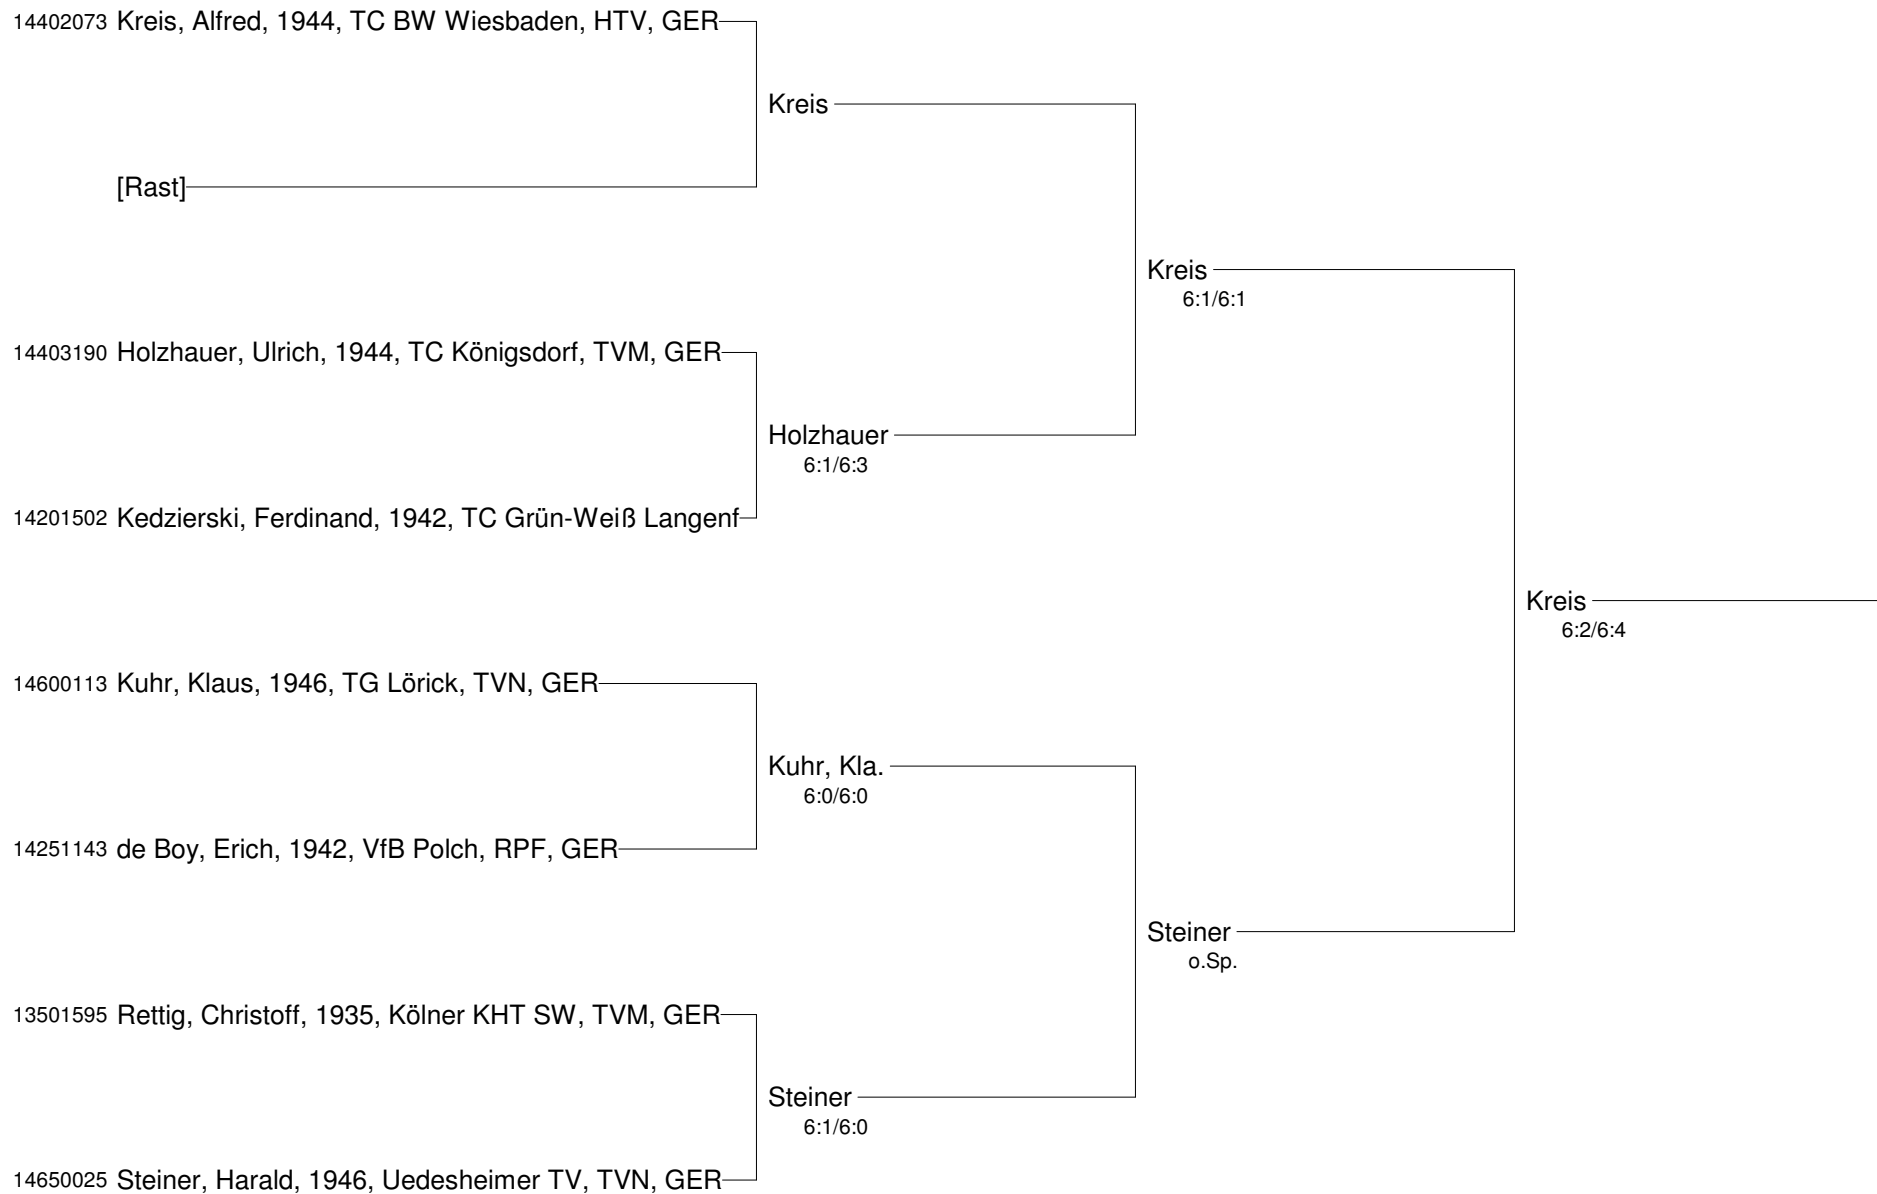 14402073 Kreis, Alfred, 1944, TC BW Wiesbaden, HTV, GER
Kreis
[Rast]
Kreis
6:1/6:1
14403190 Holzhauer, Ulrich, 1944, TC Königsdorf, TVM, GER
Holzhauer
6:1/6:3
14201502 Kedzierski, Ferdinand, 1942, TC Grün-Weiß Langenf
Kreis
6:2/6:4
14600113 Kuhr, Klaus, 1946, TG Lörick, TVN, GER
Kuhr, Kla.
6:0/6:0
14251143 de Boy, Erich, 1942, VfB Polch, RPF, GER
Steiner
o.Sp.
13501595 Rettig, Christoff, 1935, Kölner KHT SW, TVM, GER
Steiner
6:1/6:0
14650025 Steiner, Harald, 1946, Uedesheimer TV, TVN, GER